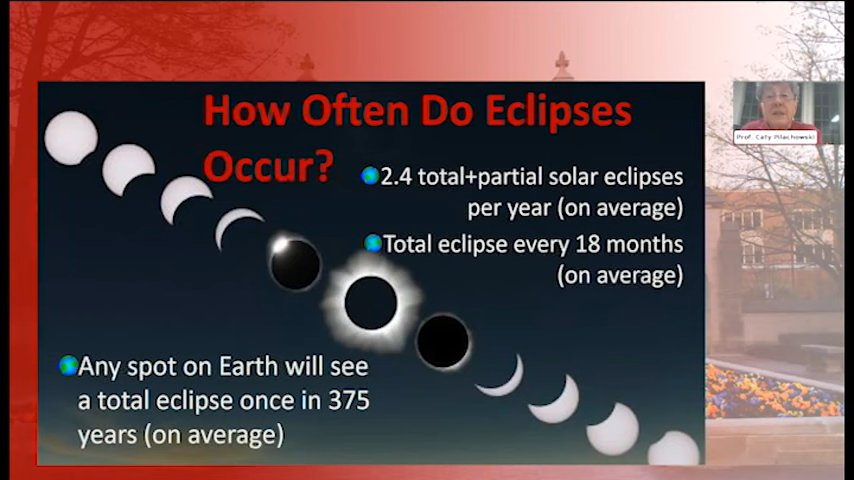 How Often Do Eclipses
Occur?
2.4 total+partial solar eclipses
per year (on average)
Total eclipse every 18 months
(on average)
Any spot on Earth will see
a total eclipse once in 375
years (on average)
Prof. Caty Pilachowski